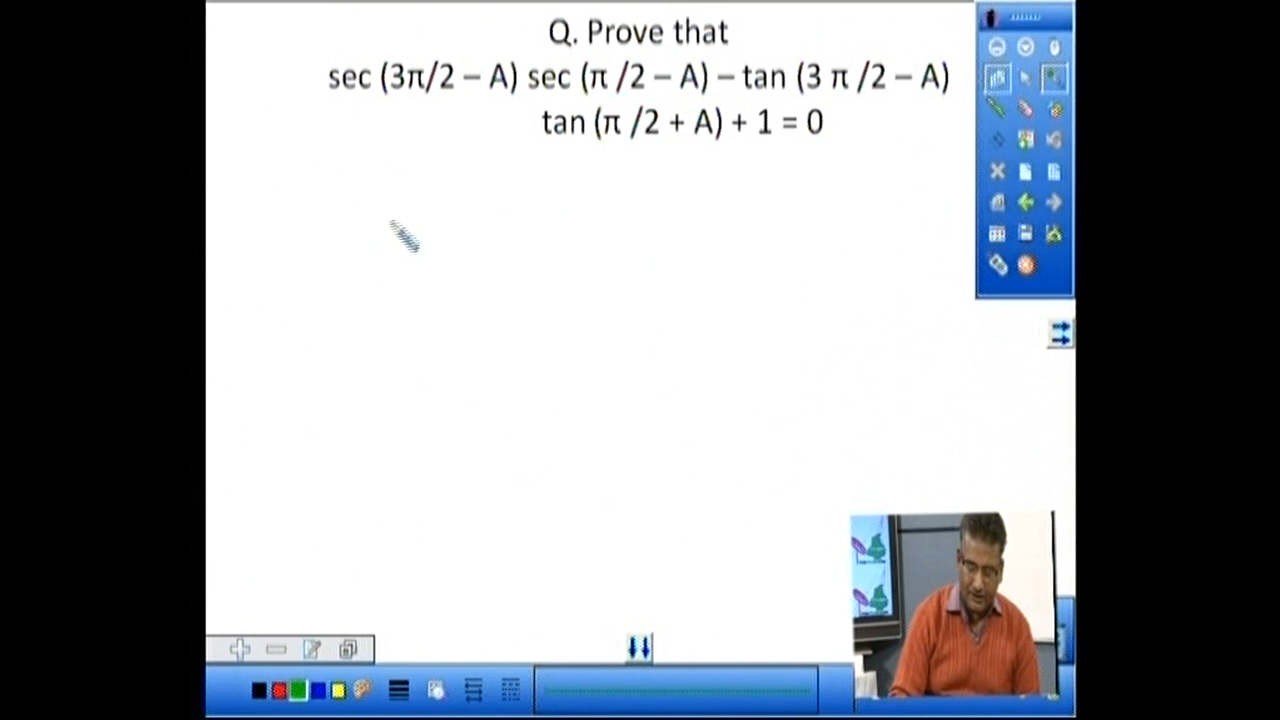 Q. Prove that
sec (3π/2 – A) sec (π /2 – A) – tan (3 π /2 – A)
tan (π /2 + A) + 1 = 0